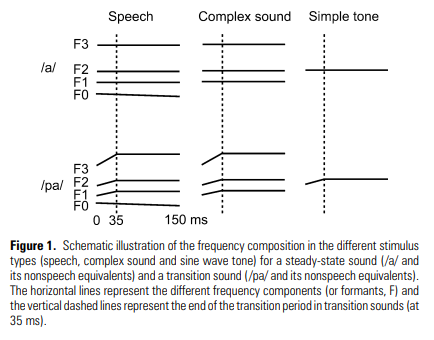 Speech Complex sound Simple tone
F3
/a/ F2
F1
F0
F3
/pa/ F2
F1
F0
0 35 150 ms
Figure 1. Schematic illustration of the frequency composition in the different stimulus
types (speech, complex sound and sine wave tone) for a steady-state sound (/a/ and
its nonspeech equivalents) and a transition sound (/pa/ and its nonspeech equivalents).
The horizontal lines represent the different frequency components (or formants, F) and
the vertical dashed lines represent the end of the transition period in transition sounds (at
35 ms).